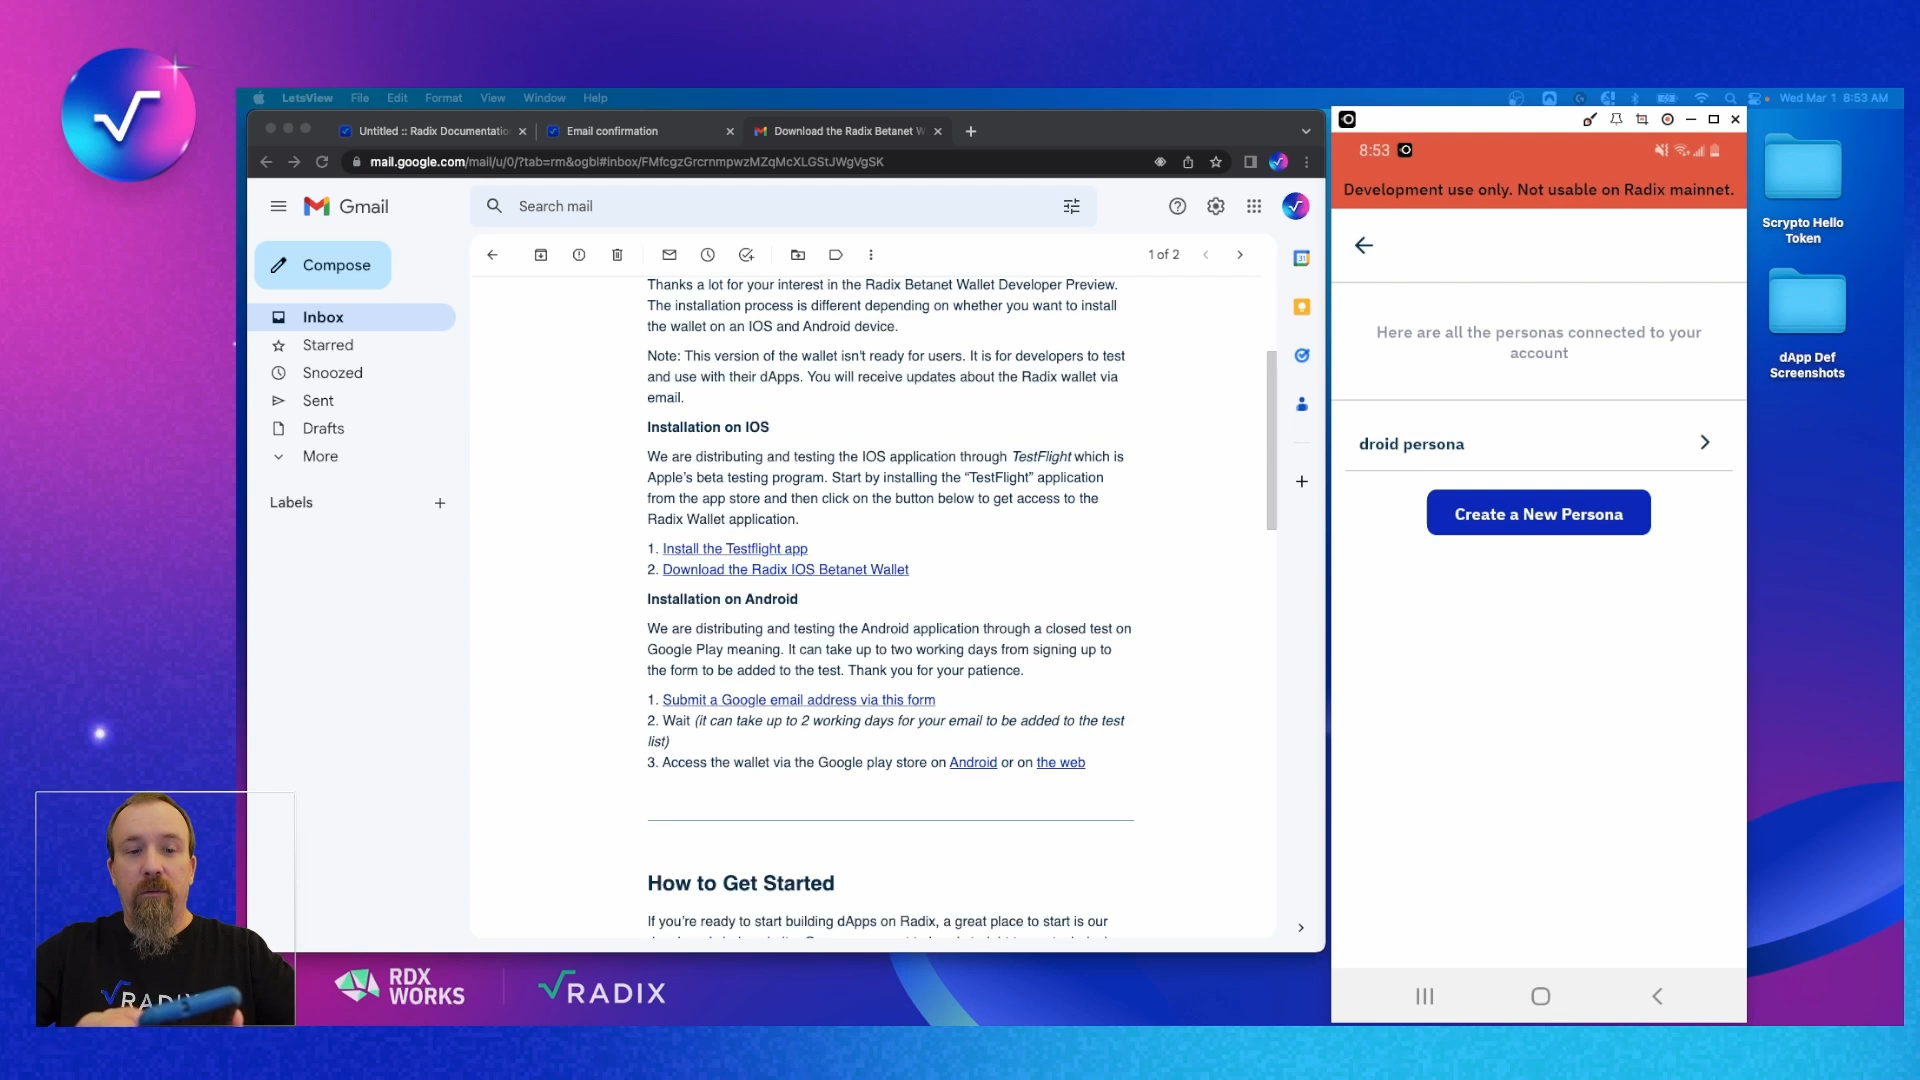 LetsView File Edit Format View Window Help
Wed Mar 1 8:53 AM
Untitled :: Radix Documentatio
Email confirmation
Download the Radix Betanet W
mail.google.com/mail/u/0/?tab=rm&ogbl#inbox/FMfcgzGrcrnmpwzMZqMcXLGStJWgVgSK
Gmail
Search mail
Compose
Inbox
Starred
Snoozed
Sent
Drafts
More
Labels
1 of 2
Thanks a lot for your interest in the Radix Betanet Wallet Developer Preview.
The installation process is different depending on whether you want to install
the wallet on an IOS and Android device.
Note: This version of the wallet isn't ready for users. It is for developers to test
and use with their dApps. You will receive updates about the Radix wallet via
email.
Installation on IOS
We are distributing and testing the IOS application through TestFlight which is
Apple's beta testing program. Start by installing the “TestFlight” application
from the app store and then click on the button below to get access to the
Radix Wallet application.
1. Install the Testflight app
2. Download the Radix IOS Betanet Wallet
Installation on Android
We are distributing and testing the Android application through a closed test on
Google Play meaning. It can take up to two working days from signing up to
the form to be added to the test. Thank you for your patience.
1. Submit a Google email address via this form
2. Wait (it can take up to 2 working days for your email to be added to the test
list)
3. Access the wallet via the Google play store on Android or on the web
How to Get Started
If you're ready to start building dApps on Radix, a great place to start is our
31
8:53
Development use only. Not usable on Radix mainnet.
Here are all the personas connected to your
account
droid persona
Create a New Persona
Scrypto Hello
Token
dApp Def
Screenshots
RDX
WORKS
RADIX